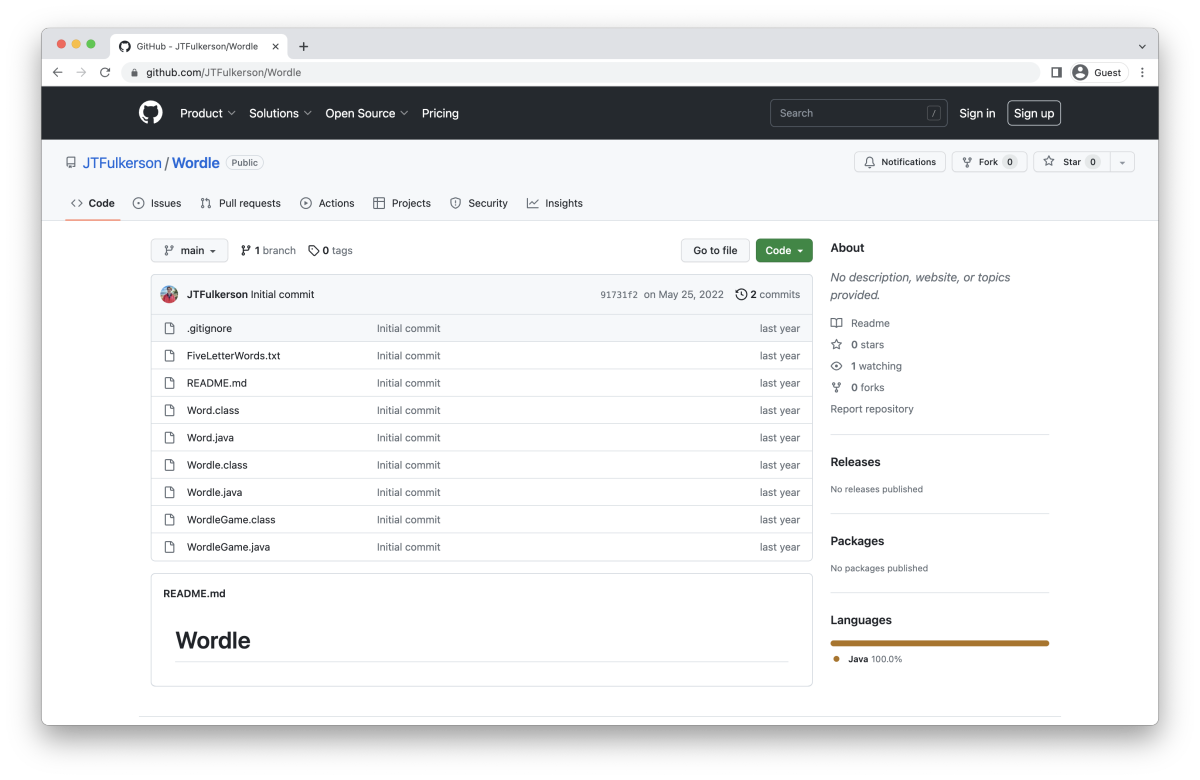 GitHub - JTFulkerson/Wordle
github.com/JTFulkerson/Wordle
Guest
Product Solutions Open Source Pricing
Search /
Sign in Sign up
JTFulkerson / Wordle Public
Notifications Fork 0 Star 0
Code Issues Pull requests Actions Projects Security Insights
main 1 branch 0 tags Go to file Code
JTFulkerson Initial commit 91731f2 on May 25, 2022 2 commits
.gitignore Initial commit last year
FiveLetterWords.txt Initial commit last year
README.md Initial commit last year
Word.class Initial commit last year
Word.java Initial commit last year
Wordle.class Initial commit last year
Wordle.java Initial commit last year
WordleGame.class Initial commit last year
WordleGame.java Initial commit last year
README.md
Wordle
About
No description, website, or topics
provided.
Readme
0 stars
1 watching
0 forks
Report repository
Releases
No releases published
Packages
No packages published
Languages
Java 100.0%